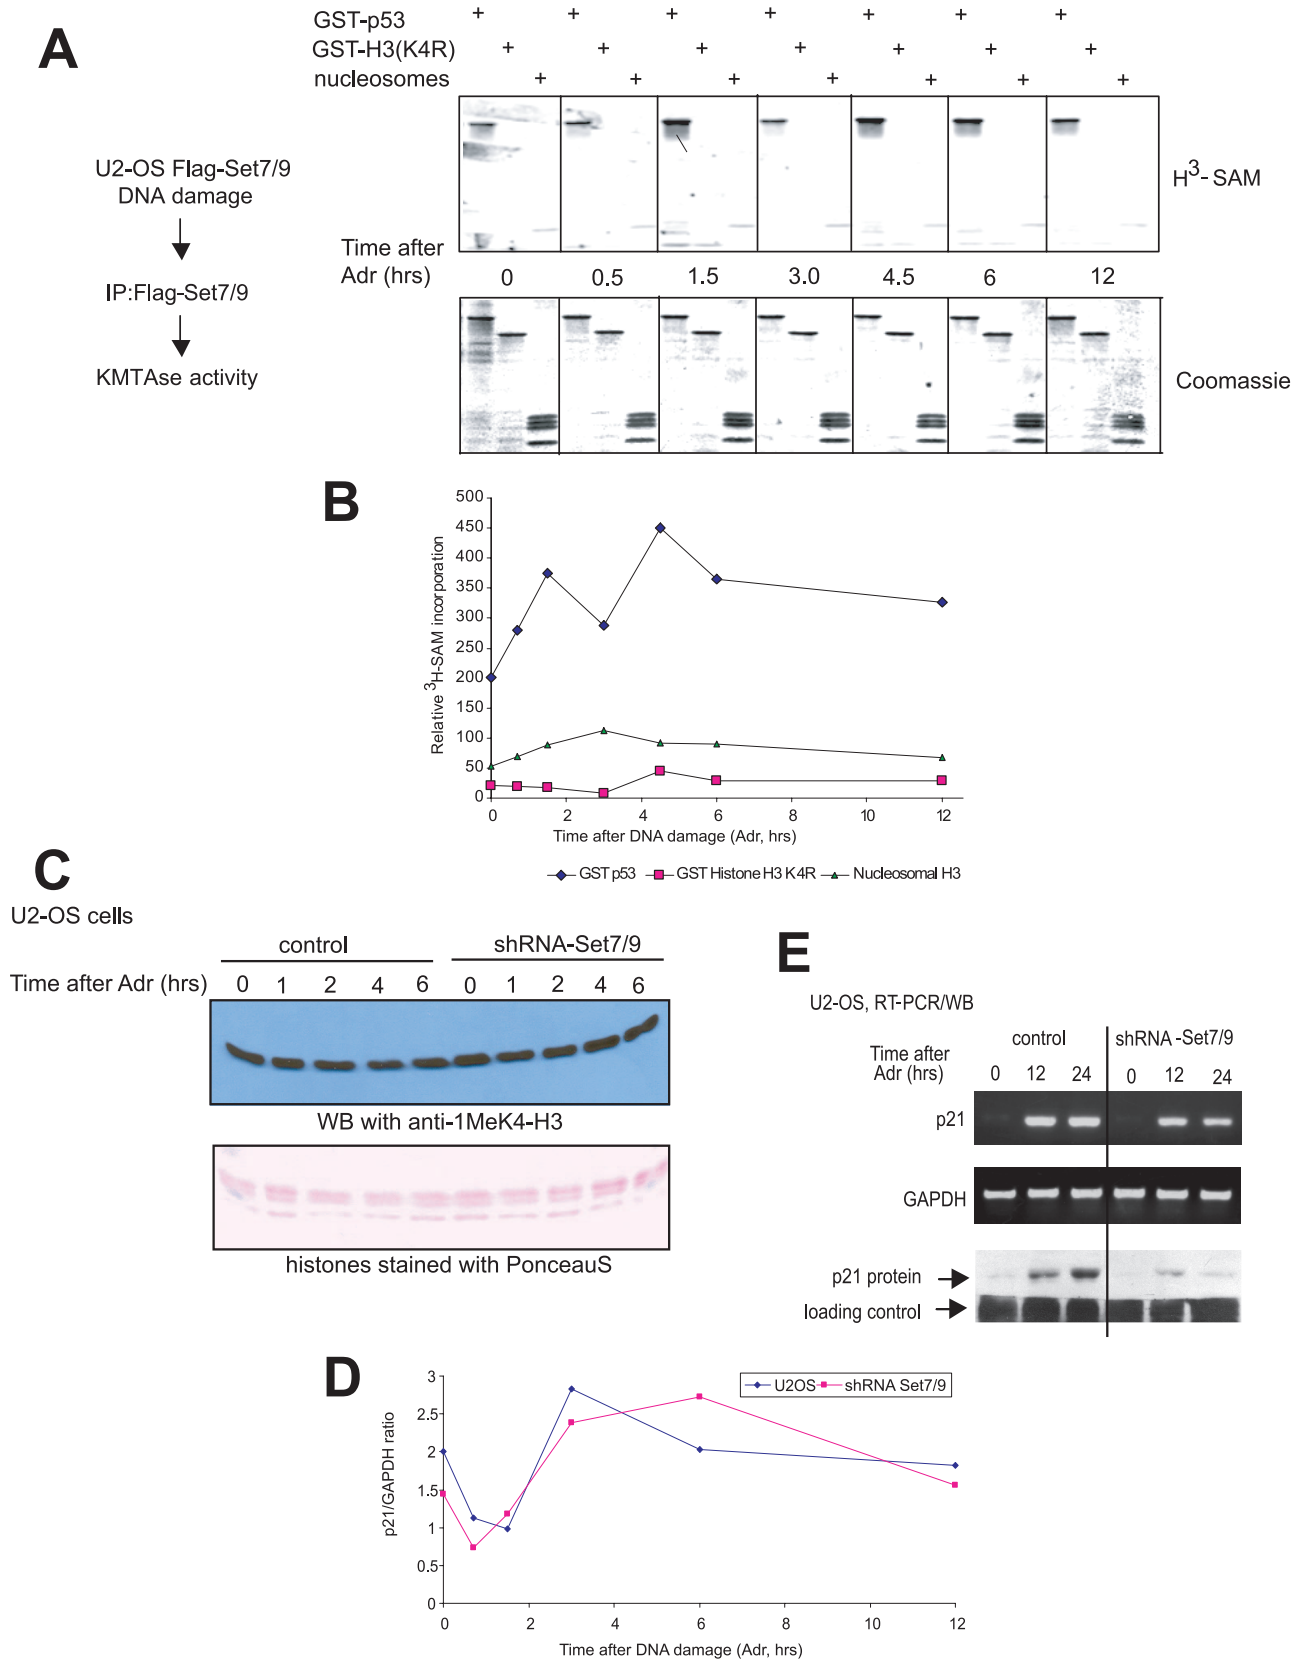 A
GST-p53 + + + + + + +
GST-H3(K4R) + + + + + + +
nucleosomes + + + + + + +
U2-OS Flag-Set7/9
DNA damage
IP:Flag-Set7/9
KMTAse activity
H3- SAM
Time after
Adr (hrs) 0 0.5 1.5 3.0 4.5 6 12
Coomassie
B
Relative 3H-SAM incorporation
500
450
400
350
300
250
200
150
100
50
0
0 2 4 6 8 10 12
Time after DNA damage (Adr, hrs)
GST p53 GST Histone H3 K4R Nucleosomal H3
C
U2-OS cells
control shRNA-Set7/9
Time after Adr (hrs) 0 1 2 4 6 0 1 2 4 6
WB with anti-1MeK4-H3
histones stained with PonceauS
E
U2-OS, RT-PCR/WB
control shRNA -Set7/9
Time after
Adr (hrs) 0 12 24 0 12 24
p21
GAPDH
p21 protein
loading control
D
p21/GAPDH ratio
3
2.5
2
1.5
1
0.5
0
U2OS shRNA Set7/9
0 2 4 6 8 10 12
Time after DNA damage (Adr, hrs)